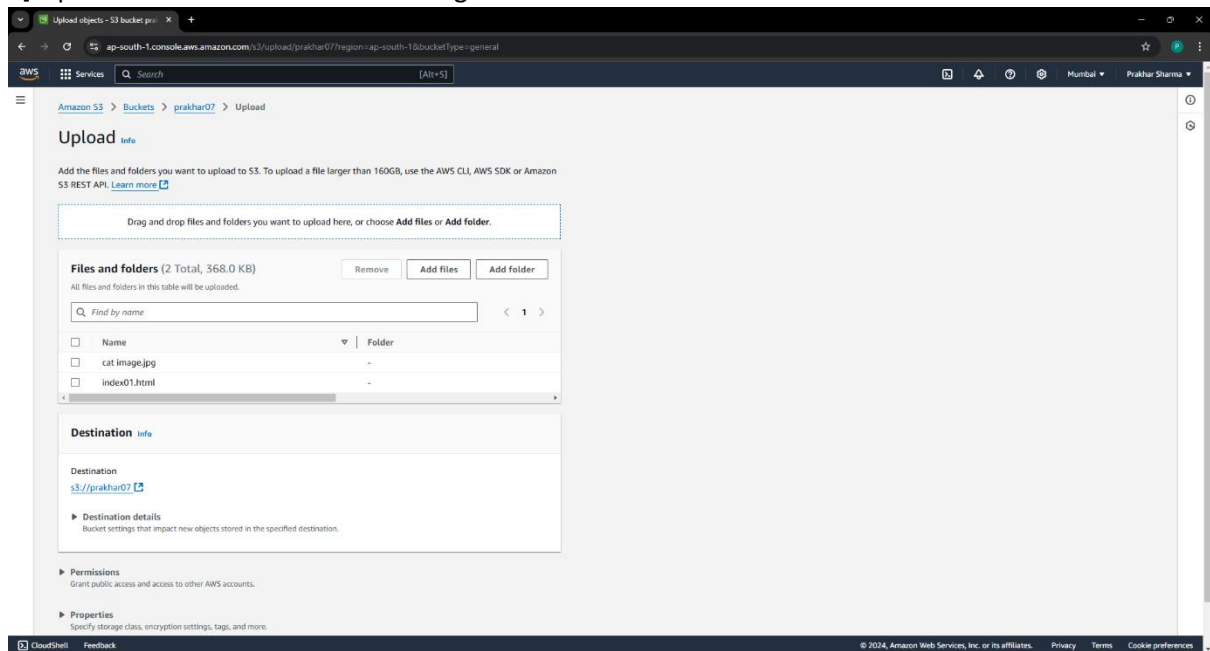 Upload objects - S3 bucket pra
ap-south-1.console.aws.amazon.com/s3/upload/prakhar07?region=ap-south-1&bucketType=general
aws Services Search [Alt+S] Mumbai Prakhar Sharma
Amazon S3 > Buckets > prakhar07 > Upload
Upload Info
Add the files and folders you want to upload to S3. To upload a file larger than 160GB, use the AWS CLI, AWS SDK or Amazon
S3 REST API. Learn more
Drag and drop files and folders you want to upload here, or choose Add files or Add folder.
Files and folders (2 Total, 368.0 KB) Remove Add files Add folder
All files and folders in this table will be uploaded.
Find by name < 1 >
Name Folder
cat image.jpg -
index01.html -
Destination Info
Destination
s3://prakhar07
Destination details
Bucket settings that impact new objects stored in the specified destination.
Permissions
Grant public access and access to other AWS accounts.
Properties
Specify storage class, encryption settings, tags, and more.
CloudShell Feedback © 2024, Amazon Web Services, Inc. or its affiliates. Privacy Terms Cookie preferences